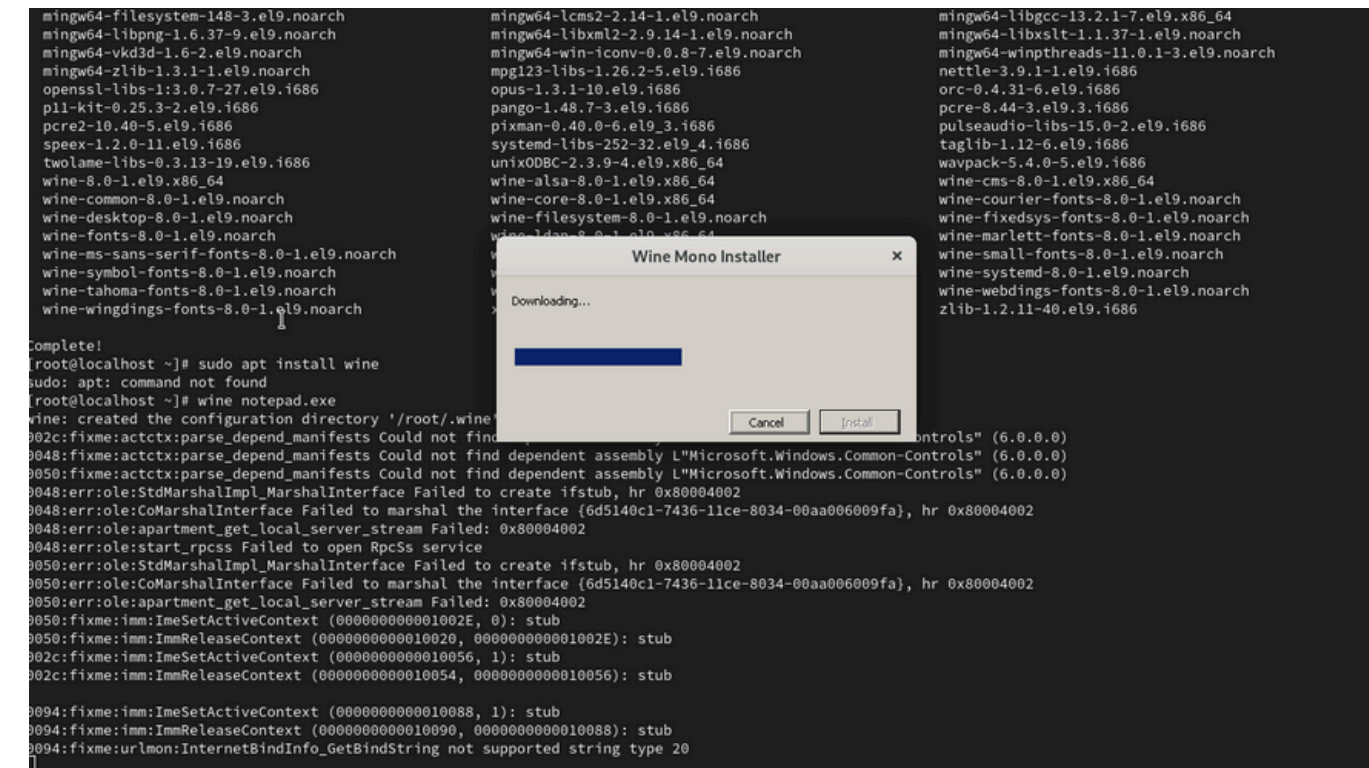 mingw64-filesystem-148-3.el9.noarch mingw64-lcms2-2.14-1.el9.noarch mingw64-libgcc-13.2.1-7.el9.x86_64
mingw64-libpng-1.6.37-9.el9.noarch mingw64-libxml2-2.9.14-1.el9.noarch mingw64-libxslt-1.1.37-1.el9.noarch
mingw64-vkd3d-1.6-2.el9.noarch mingw64-win-iconv-0.0.8-7.el9.noarch mingw64-winpthreads-11.0.1-3.el9.noarch
mingw64-zlib-1.3.1-1.el9.noarch mpg123-libs-1.26.2-5.el9.i686 nettle-3.9.1-1.el9.i686
openssl-libs-1:3.0.7-27.el9.i686 opus-1.3.1-10.el9.i686 orc-0.4.31-6.el9.i686
p11-kit-0.25.3-2.el9.i686 pango-1.48.7-3.el9.i686 pcre-8.44-3.el9.3.i686
pcre2-10.40-5.el9.i686 pixman-0.40.0-6.el9_3.i686 pulseaudio-libs-15.0-2.el9.i686
speex-1.2.0-11.el9.i686 systemd-libs-252-32.el9_4.i686 taglib-1.12-6.el9.i686
twolame-libs-0.3.13-19.el9.i686 unixODBC-2.3.9-4.el9.x86_64 wavpack-5.4.0-5.el9.i686
wine-8.0-1.el9.x86_64 wine-alsa-8.0-1.el9.x86_64 wine-cms-8.0-1.el9.x86_64
wine-common-8.0-1.el9.noarch wine-core-8.0-1.el9.x86_64 wine-courier-fonts-8.0-1.el9.noarch
wine-desktop-8.0-1.el9.noarch wine-filesystem-8.0-1.el9.noarch wine-fixedsys-fonts-8.0-1.el9.noarch
wine-fonts-8.0-1.el9.noarch wine-ldap-8.0-1.el9.x86_64 wine-marlett-fonts-8.0-1.el9.noarch
wine-ms-sans-serif-fonts-8.0-1.el9.noarch wine-small-fonts-8.0-1.el9.noarch
wine-symbol-fonts-8.0-1.el9.noarch wine-systemd-8.0-1.el9.noarch
wine-tahoma-fonts-8.0-1.el9.noarch wine-webdings-fonts-8.0-1.el9.noarch
wine-wingdings-fonts-8.0-1.el9.noarch zlib-1.2.11-40.el9.i686
Wine Mono Installer
Downloading...
Cancel Install
Complete!
[root@localhost ~]# sudo apt install wine
sudo: apt: command not found
[root@localhost ~]# wine notepad.exe
wine: created the configuration directory '/root/.wine'
002c:fixme:actctx:parse_depend_manifests Could not find ontrols" (6.0.0.0)
0048:fixme:actctx:parse_depend_manifests Could not find dependent assembly L"Microsoft.Windows.Common-Controls" (6.0.0.0)
0050:fixme:actctx:parse_depend_manifests Could not find dependent assembly L"Microsoft.Windows.Common-Controls" (6.0.0.0)
0048:err:ole:StdMarshalImpl_MarshalInterface Failed to create ifstub, hr 0x80004002
0048:err:ole:CoMarshalInterface Failed to marshal the interface {6d5140c1-7436-11ce-8034-00aa006009fa}, hr 0x80004002
0048:err:ole:apartment_get_local_server_stream Failed: 0x80004002
0048:err:ole:start_rpcss Failed to open RpcSs service
0050:err:ole:StdMarshalImpl_MarshalInterface Failed to create ifstub, hr 0x80004002
0050:err:ole:CoMarshalInterface Failed to marshal the interface {6d5140c1-7436-11ce-8034-00aa006009fa}, hr 0x80004002
0050:err:ole:apartment_get_local_server_stream Failed: 0x80004002
0050:fixme:imm:ImeSetActiveContext (000000000001002E, 0): stub
0050:fixme:imm:ImmReleaseContext (0000000000010020, 000000000001002E): stub
002c:fixme:imm:ImeSetActiveContext (0000000000010056, 1): stub
002c:fixme:imm:ImmReleaseContext (0000000000010054, 0000000000010056): stub
0094:fixme:imm:ImeSetActiveContext (0000000000010088, 1): stub
0094:fixme:imm:ImmReleaseContext (0000000000010090, 0000000000010088): stub
0094:fixme:urlmon:InternetBindInfo_GetBindString not supported string type 20